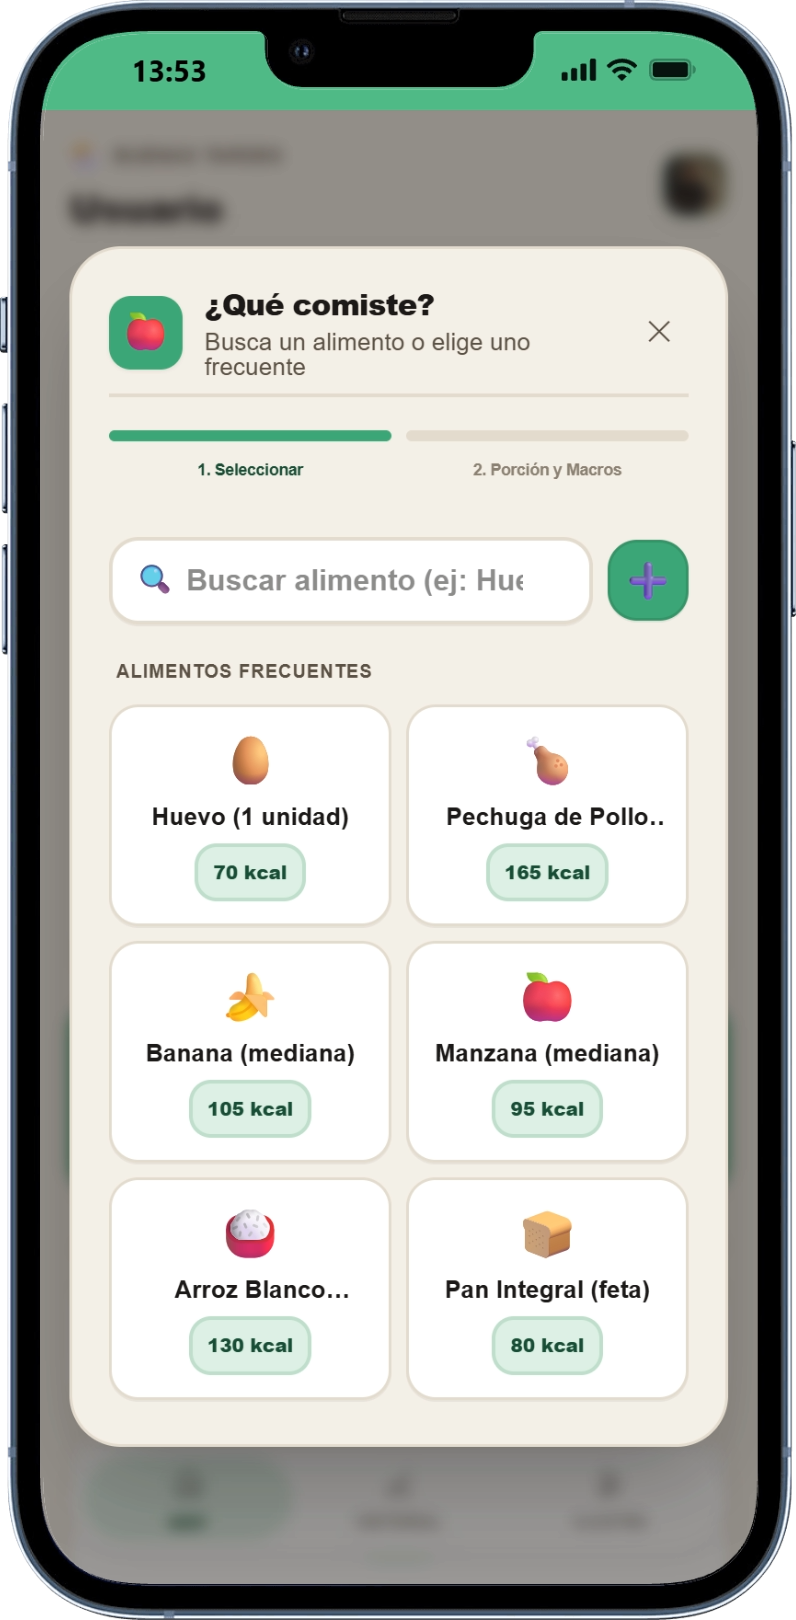 13:53
Usuario
¿Qué comiste?
Busca un alimento o elige uno
frecuente
1. Seleccionar
2. Porción y Macros
Buscar alimento (ej: Hue
ALIMENTOS FRECUENTES
Huevo (1 unidad)
70 kcal
Pechuga de Pollo..
165 kcal
Banana (mediana)
105 kcal
Manzana (mediana)
95 kcal
Arroz Blanco...
130 kcal
Pan Integral (feta)
80 kcal